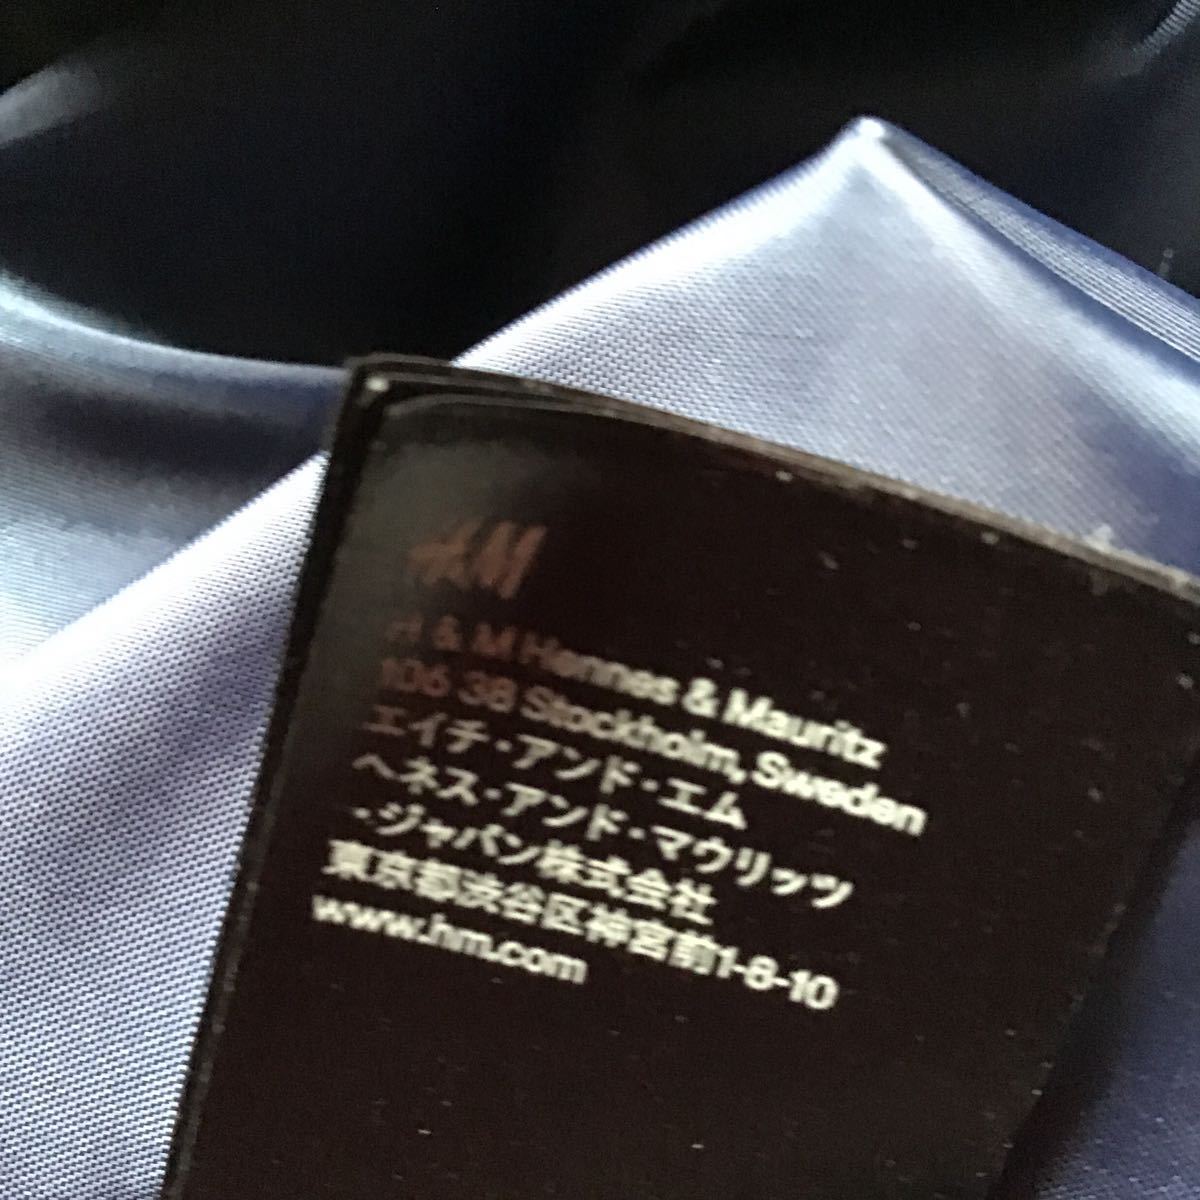 H&M
H & M Hennes & Mauritz
106 38 Stockholm, Sweden
エイチ・アンド・エム
ヘネス・アンド・マウリッツ
・ジャパン株式会社
東京都渋谷区神宮前1-8-10
www.hm.com